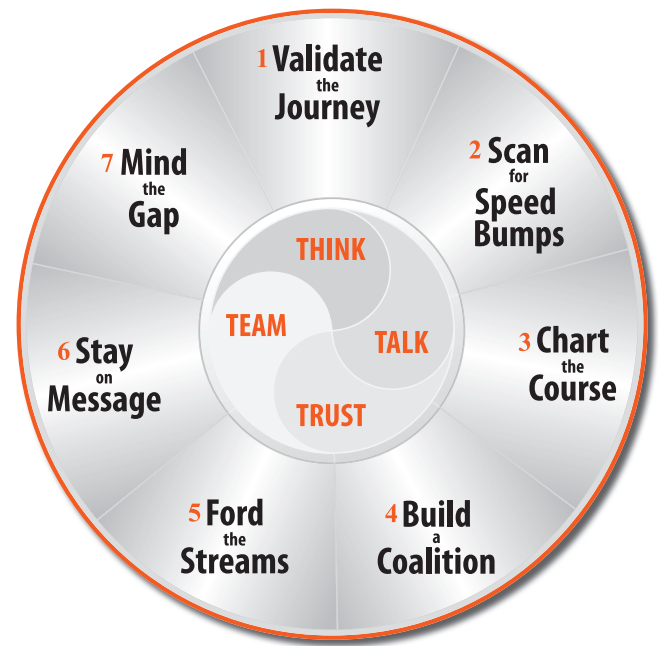 1 Validate
the
Journey
2 Scan
for
Speed
Bumps
3 Chart
the
Course
4 Build
a
Coalition
5 Ford
the
Streams
6 Stay
on
Message
7 Mind
the
Gap
THINK
TALK
TRUST
TEAM